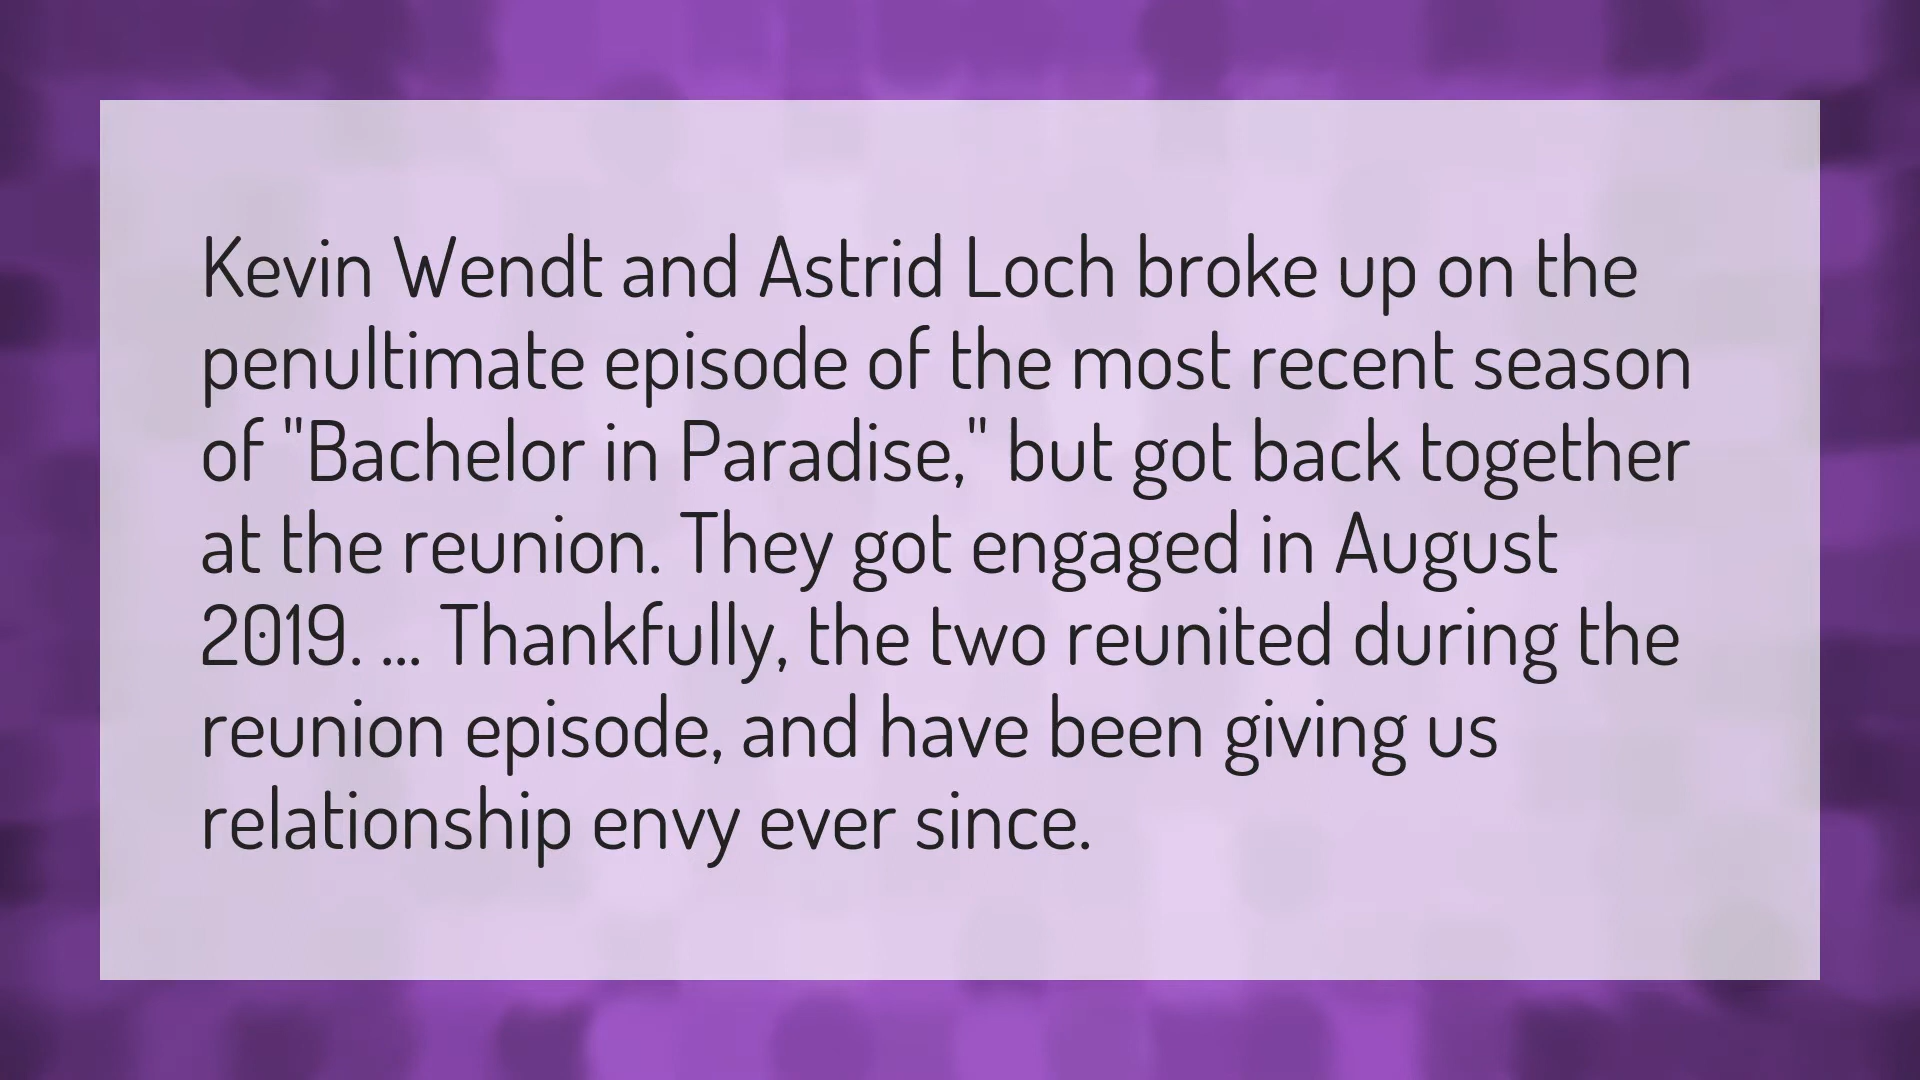 Kevin Wendt and Astrid Loch broke up on the
penultimate episode of the most recent season
of "Bachelor in Paradise," but got back together
at the reunion. They got engaged in August
2019. ... Thankfully, the two reunited during the
reunion episode, and have been giving us
relationship envy ever since.